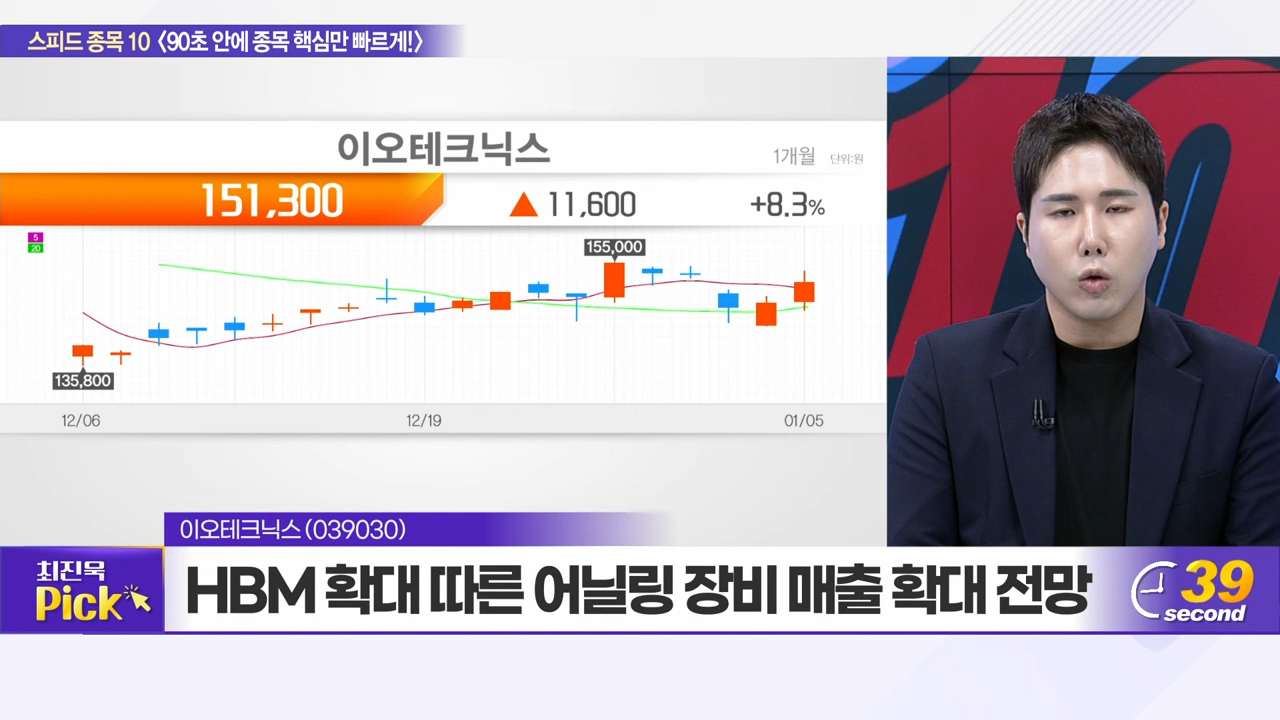 스피드 종목 10 〈90초 안에 종목 핵심만 빠르게!〉
이오테크닉스
1개월 단위:원
151,300 ▲ 11,600 +8.3%
5
20
155,000
135,800
12/06 12/19 01/05
이오테크닉스(039030)
최진욱
Pick
HBM 확대 따른 어닐링 장비 매출 확대 전망
39
second